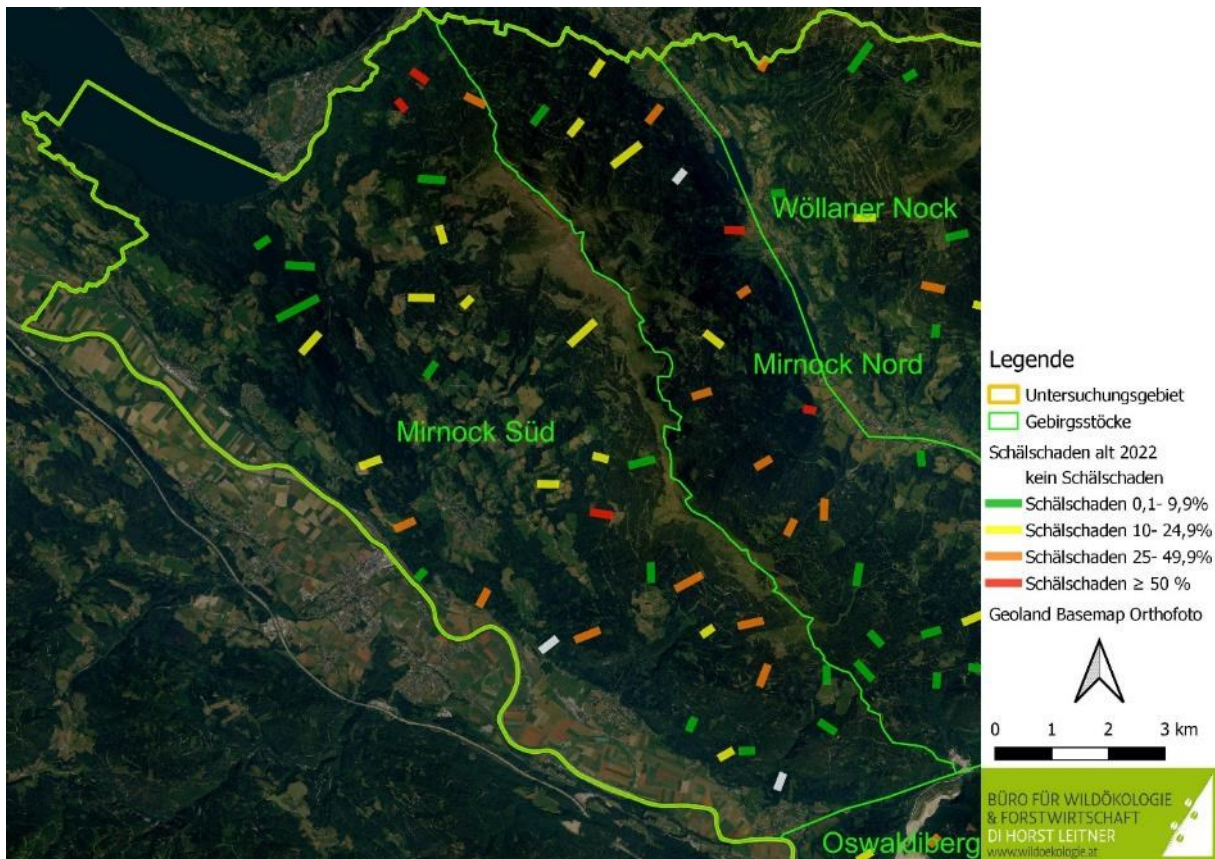 Wöllaner Nock
Mirnock Nord
Mirnock Süd
Oswaldiberg
Legende
Untersuchungsgebiet
Gebirgsstöcke
Schälschaden alt 2022
kein Schälschaden
Schälschaden 0,1- 9,9%
Schälschaden 10- 24,9%
Schälschaden 25- 49,9%
Schälschaden ≥ 50 %
Geoland Basemap Orthofoto
0 1 2 3 km
BÜRO FÜR WILDÖKOLOGIE
& FORSTWIRTSCHAFT
DI HORST LEITNER
www.wildoekologie.at